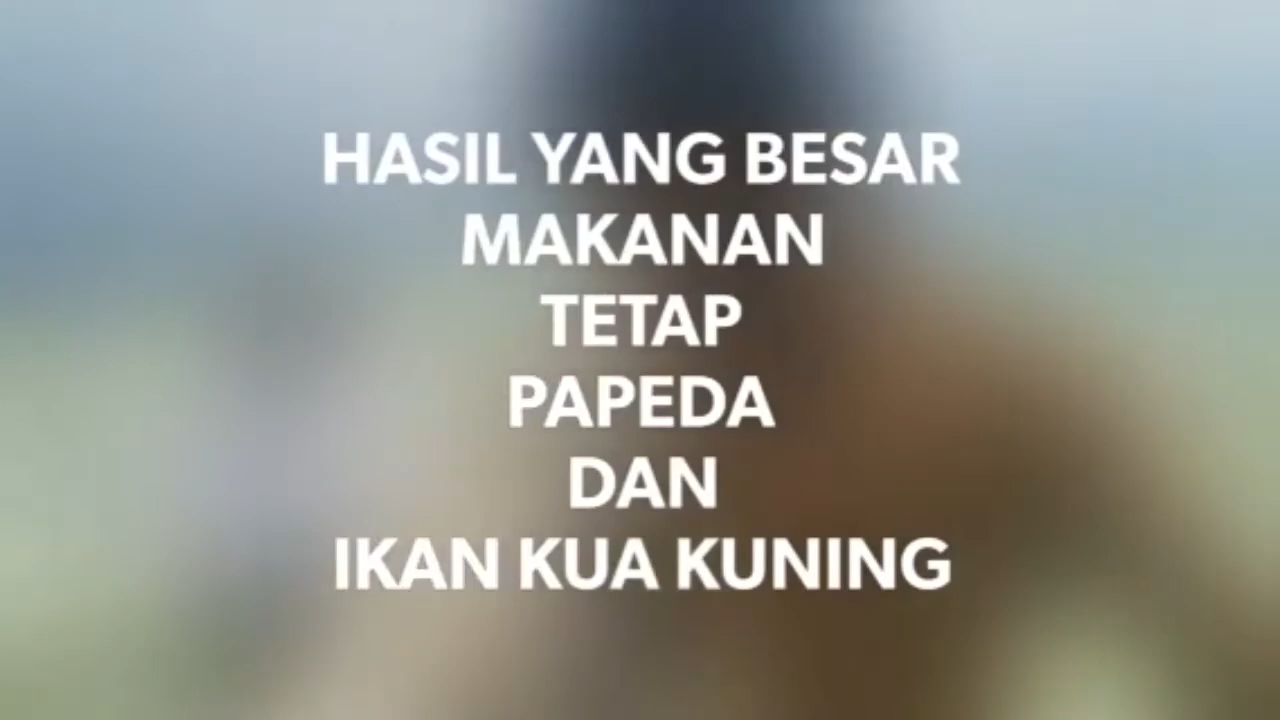 HASIL YANG BESAR
MAKANAN
TETAP
PAPEDA
DAN
IKAN KUA KUNING